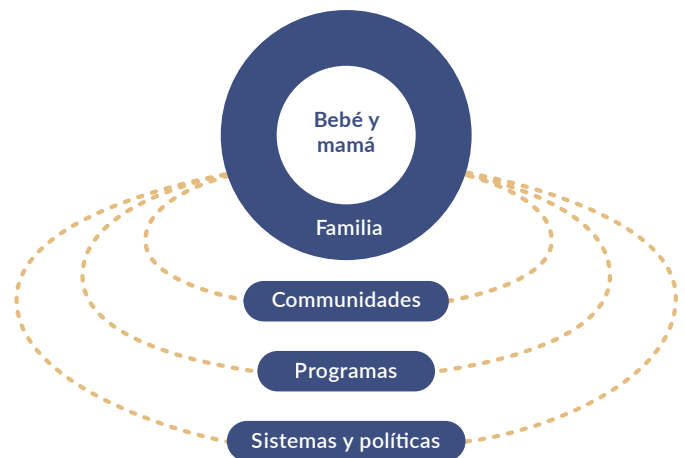 Bebé y
mamá
Familia
Communidades
Programas
Sistemas y políticas